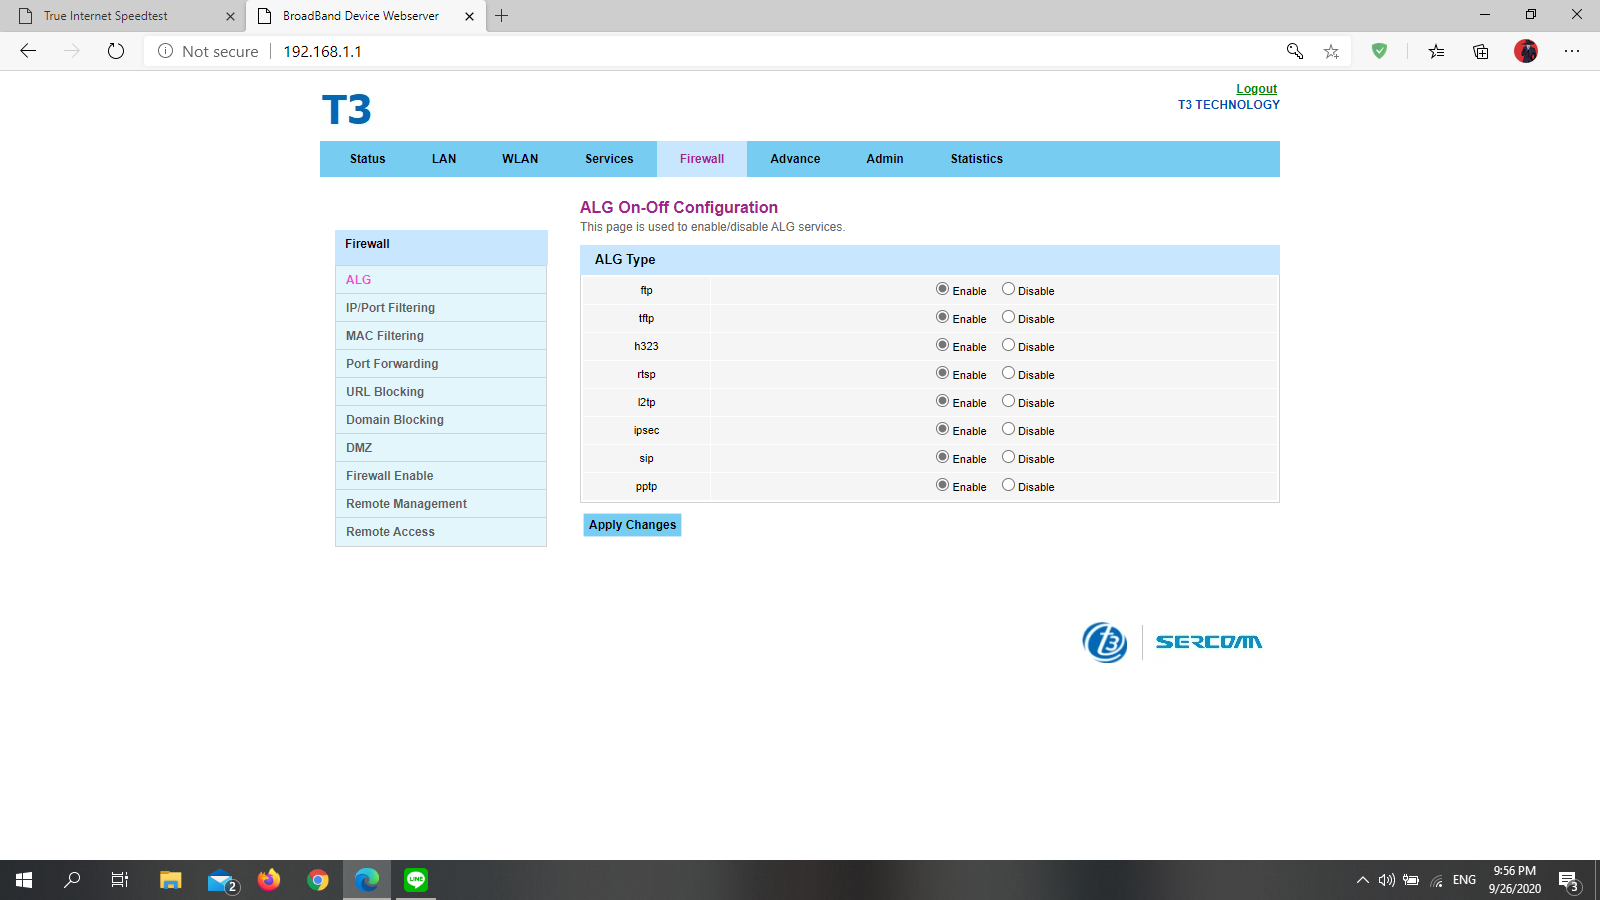 True Internet Speedtest
BroadBand Device Webserver
Not secure
192.168.1.1
T3
Logout
T3 TECHNOLOGY
Status LAN WLAN Services Firewall Advance Admin Statistics
ALG On-Off Configuration
This page is used to enable/disable ALG services.
Firewall
ALG
IP/Port Filtering
MAC Filtering
Port Forwarding
URL Blocking
Domain Blocking
DMZ
Firewall Enable
Remote Management
Remote Access
ALG Type
ftp Enable Disable
tftp Enable Disable
h323 Enable Disable
rtsp Enable Disable
l2tp Enable Disable
ipsec Enable Disable
sip Enable Disable
pptp Enable Disable
Apply Changes
t3 SERCOMM
2
LINE
ENG
9:56 PM
9/26/2020
3